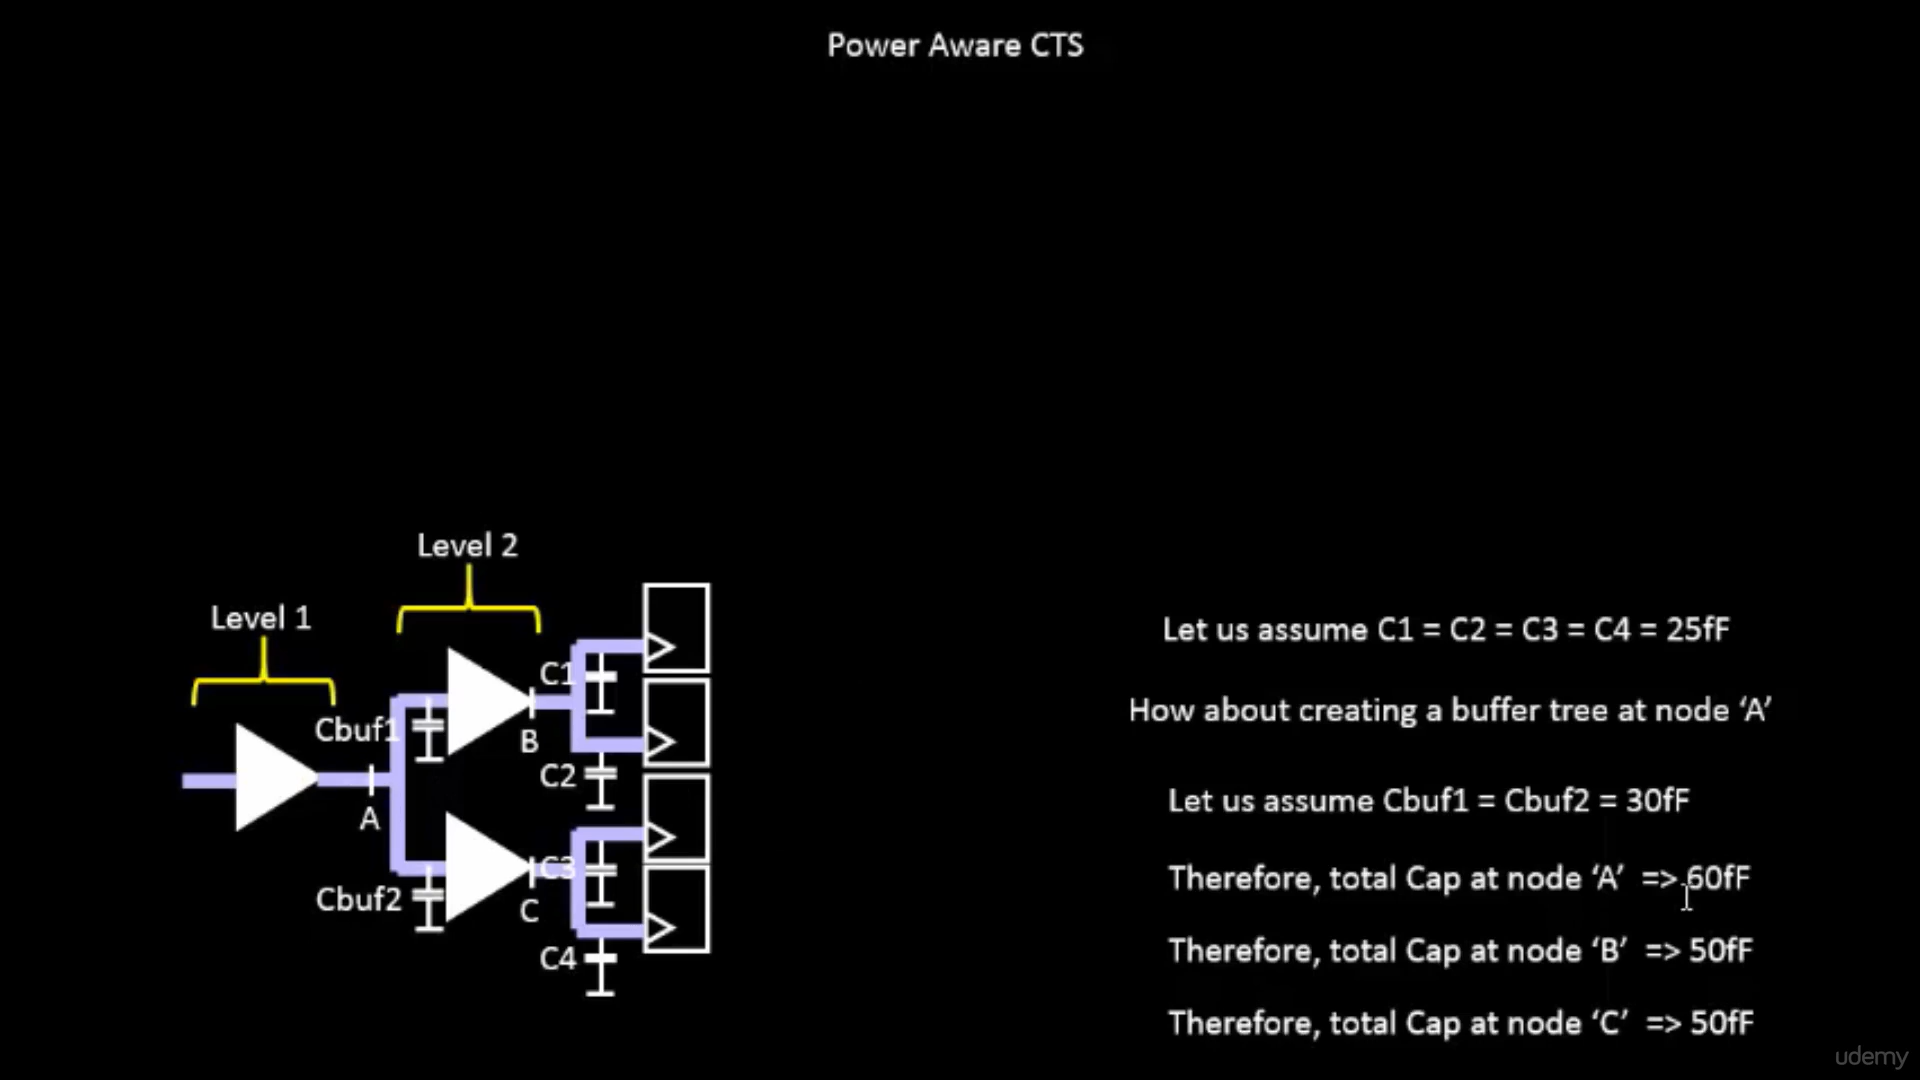 Power Aware CTS
Level 2
Level 1
C1
Cbuf1
B
C2
A
C3
Cbuf2
C
C4
Let us assume C1 = C2 = C3 = C4 = 25fF
How about creating a buffer tree at node ‘A’
Let us assume Cbuf1 = Cbuf2 = 30fF
Therefore, total Cap at node ‘A’ => 60fF
Therefore, total Cap at node ‘B’ => 50fF
Therefore, total Cap at node ‘C’ => 50fF
udemy